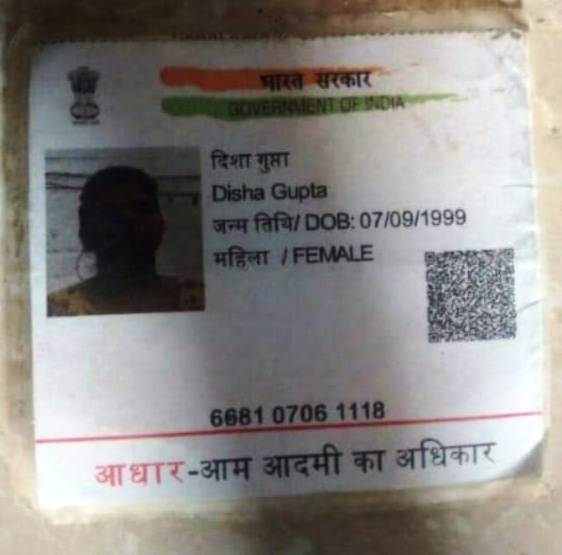 भारत सरकार
GOVERNMENT OF INDIA
दिशा गुप्ता
Disha Gupta
जन्म तिथि/ DOB: 07/09/1999
महिला / FEMALE
6681 0706 1118
आधार-आम आदमी का अधिकार